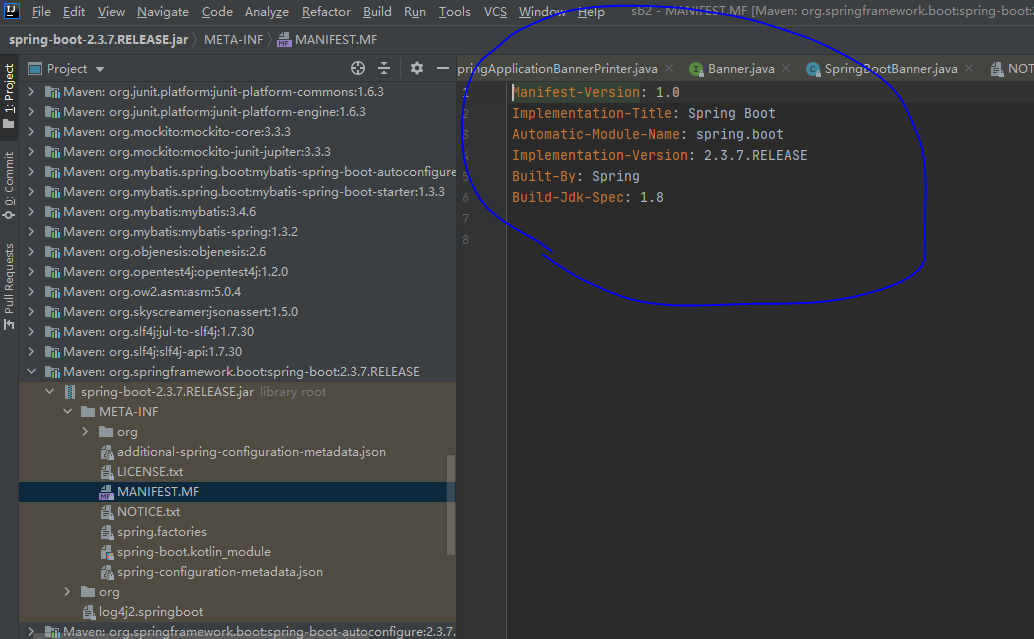 File Edit View Navigate Code Analyze Refactor Build Run Tools VCS Window Help sb2 - MANIFEST.MF [Maven: org.springframework.boot:spring-boot:2
spring-boot-2.3.7.RELEASE.jar META-INF MANIFEST.MF
Project
pringApplicationBannerPrinter.java Banner.java SpringBootBanner.java NOT
1: Project
0: Commit
Pull Requests
Maven: org.junit.platform:junit-platform-commons:1.6.3
Maven: org.junit.platform:junit-platform-engine:1.6.3
Maven: org.mockito:mockito-core:3.3.3
Maven: org.mockito:mockito-junit-jupiter:3.3.3
Maven: org.mybatis.spring.boot:mybatis-spring-boot-autoconfigure
Maven: org.mybatis.spring.boot:mybatis-spring-boot-starter:1.3.3
Maven: org.mybatis:mybatis:3.4.6
Maven: org.mybatis:mybatis-spring:1.3.2
Maven: org.objenesis:objenesis:2.6
Maven: org.opentest4j:opentest4j:1.2.0
Maven: org.ow2.asm:asm:5.0.4
Maven: org.skyscreamer:jsonassert:1.5.0
Maven: org.slf4j:jul-to-slf4j:1.7.30
Maven: org.slf4j:slf4j-api:1.7.30
Maven: org.springframework.boot:spring-boot:2.3.7.RELEASE
spring-boot-2.3.7.RELEASE.jar library root
META-INF
org
additional-spring-configuration-metadata.json
LICENSE.txt
MANIFEST.MF
NOTICE.txt
spring.factories
spring-boot.kotlin_module
spring-configuration-metadata.json
org
log4j2.springboot
Maven: org.springframework.boot:spring-boot-autoconfigure:2.3.7.
1 Manifest-Version: 1.0
2 Implementation-Title: Spring Boot
3 Automatic-Module-Name: spring.boot
4 Implementation-Version: 2.3.7.RELEASE
5 Built-By: Spring
6 Build-Jdk-Spec: 1.8
7
8